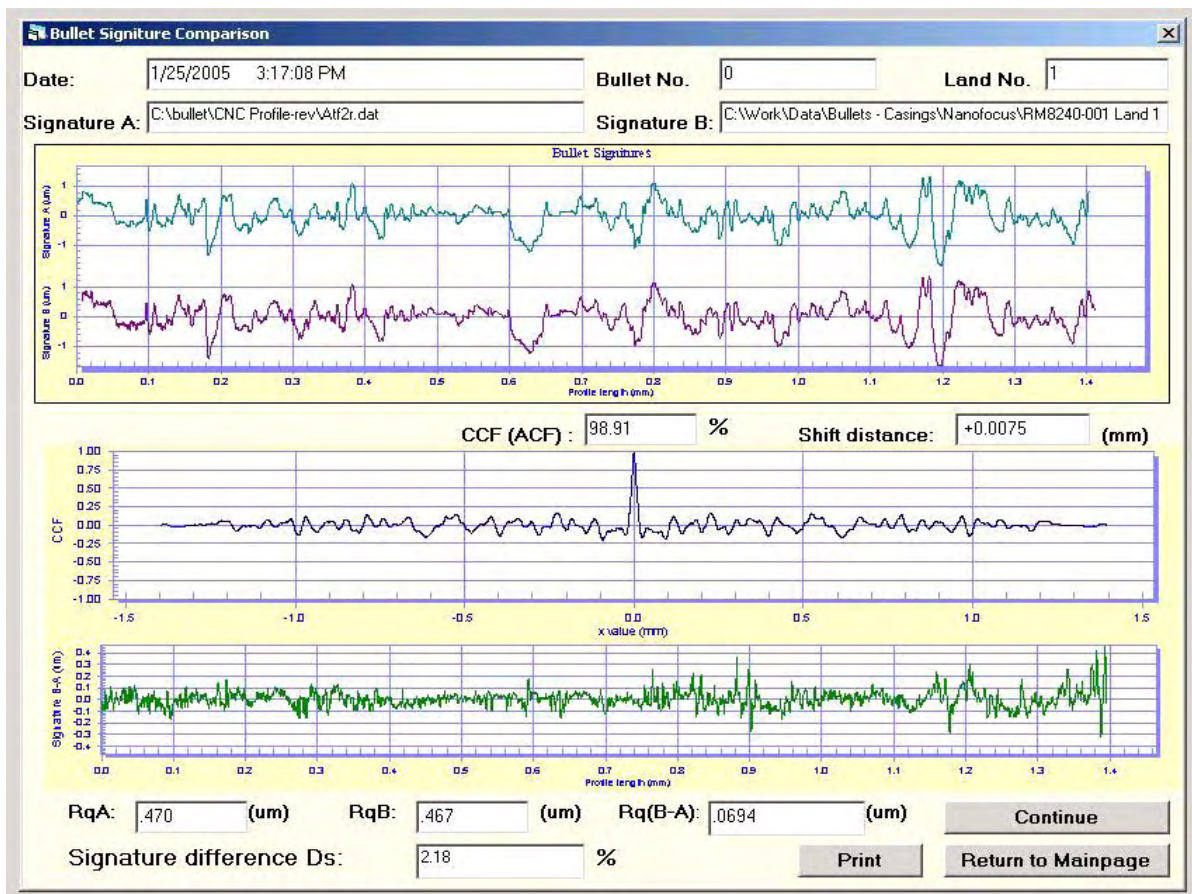 Bullet Signiture Comparison
Date: 1/25/2005 3:17:08 PM Bullet No. 0 Land No. 1
Signature A: C:\bullet\CNC Profile-rev\Atf2r.dat Signature B: C:\Work\Data\Bullets - Casings\Nanofocus\RM8240-001 Land 1
Bullet Signitures
Signature A (um)
1
0
-1
Signature B (um)
1
0
-1
0.0 0.1 0.2 0.3 0.4 0.5 0.6 0.7 0.8 0.9 1.0 1.1 1.2 1.3 1.4
Profile length (mm)
CCF (ACF) : 98.91 % Shift distance: +0.0075 (mm)
CCF
1.00
0.75
0.50
0.25
0.00
-0.25
-0.50
-0.75
-1.00
-1.5 -1.0 -0.5 0.0 0.5 1.0 1.5
x value (mm)
Signature B-A (um)
0.4
0.3
0.2
0.1
0.0
-0.1
-0.2
-0.3
-0.4
0.0 0.1 0.2 0.3 0.4 0.5 0.6 0.7 0.8 0.9 1.0 1.1 1.2 1.3 1.4
Profile length (mm)
RqA: .470 (um) RqB: .467 (um) Rq(B-A): .0694 (um) Continue
Signature difference Ds: 2.18 % Print Return to Mainpage